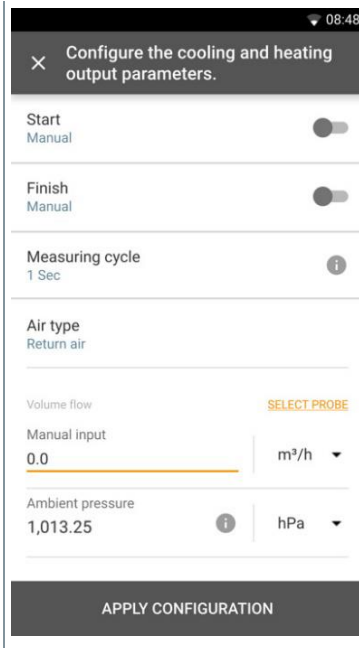 08:48
Configure the cooling and heating
output parameters.
Start
Manual
Finish
Manual
Measuring cycle
1 Sec
Air type
Return air
Volume flow SELECT PROBE
Manual input
0.0 m³/h
Ambient pressure
1,013.25 hPa
APPLY CONFIGURATION